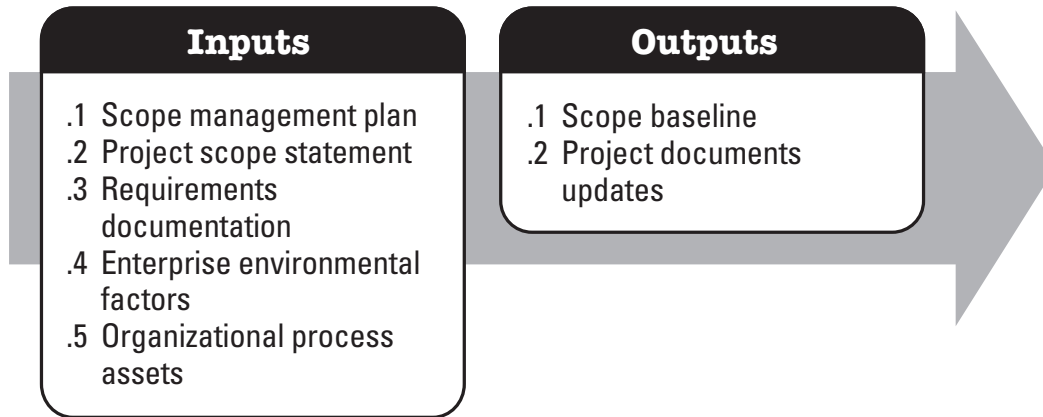 Inputs
.1 Scope management plan
.2 Project scope statement
.3 Requirements
documentation
.4 Enterprise environmental
factors
.5 Organizational process
assets
Outputs
.1 Scope baseline
.2 Project documents
updates